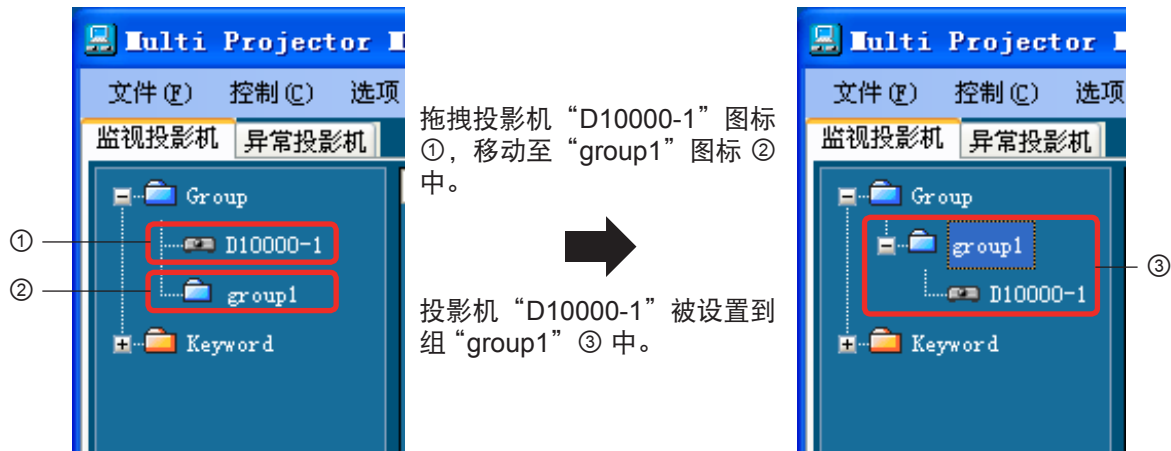 Multi Projector
文件(F) 控制(C) 选项
监视投影机 异常投影机
Group
① D10000-1
② group1
Keyword
拖拽投影机“D10000-1”图标
①，移动至“group1”图标 ②
中。
投影机“D10000-1”被设置到
组“group1”③ 中。
Multi Projector
文件(F) 控制(C) 选项
监视投影机 异常投影机
Group
group1
③
D10000-1
Keyword